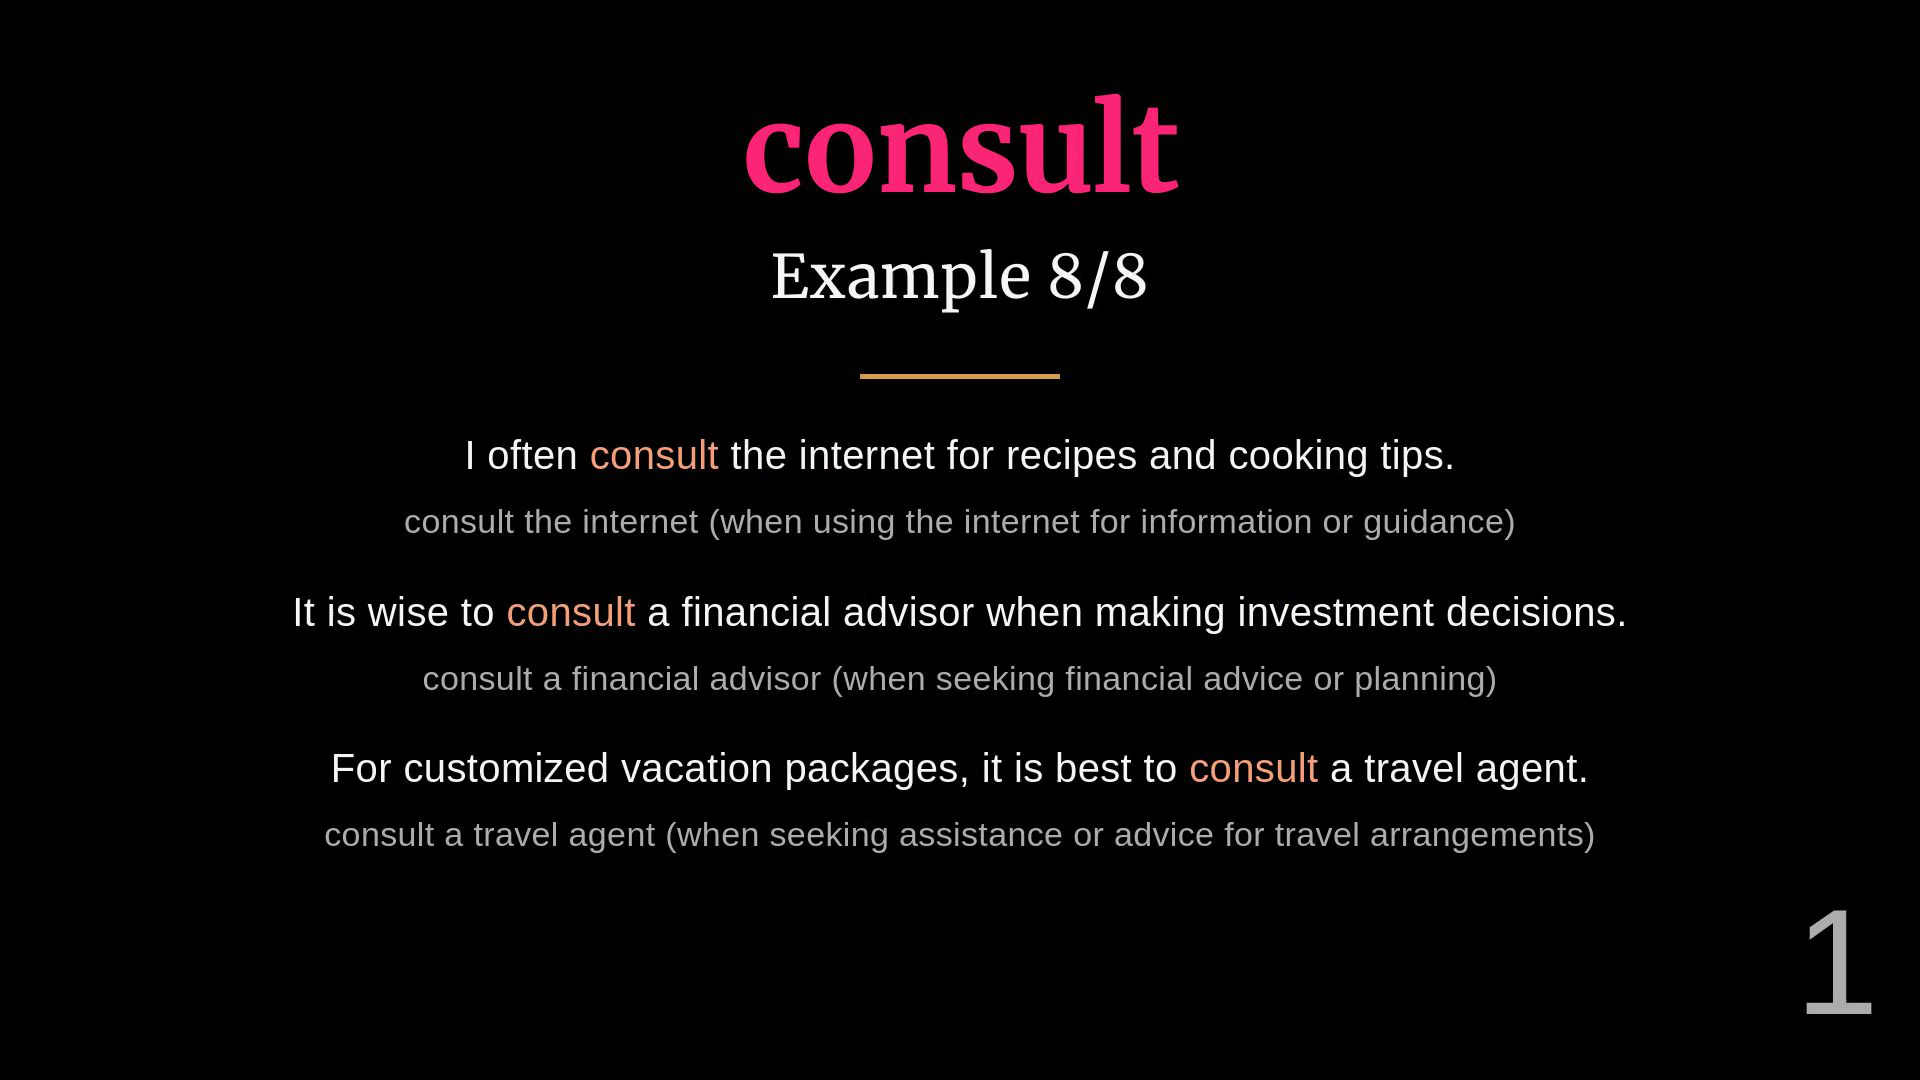 consult
Example 8/8
I often consult the internet for recipes and cooking tips.
consult the internet (when using the internet for information or guidance)
It is wise to consult a financial advisor when making investment decisions.
consult a financial advisor (when seeking financial advice or planning)
For customized vacation packages, it is best to consult a travel agent.
consult a travel agent (when seeking assistance or advice for travel arrangements)
1